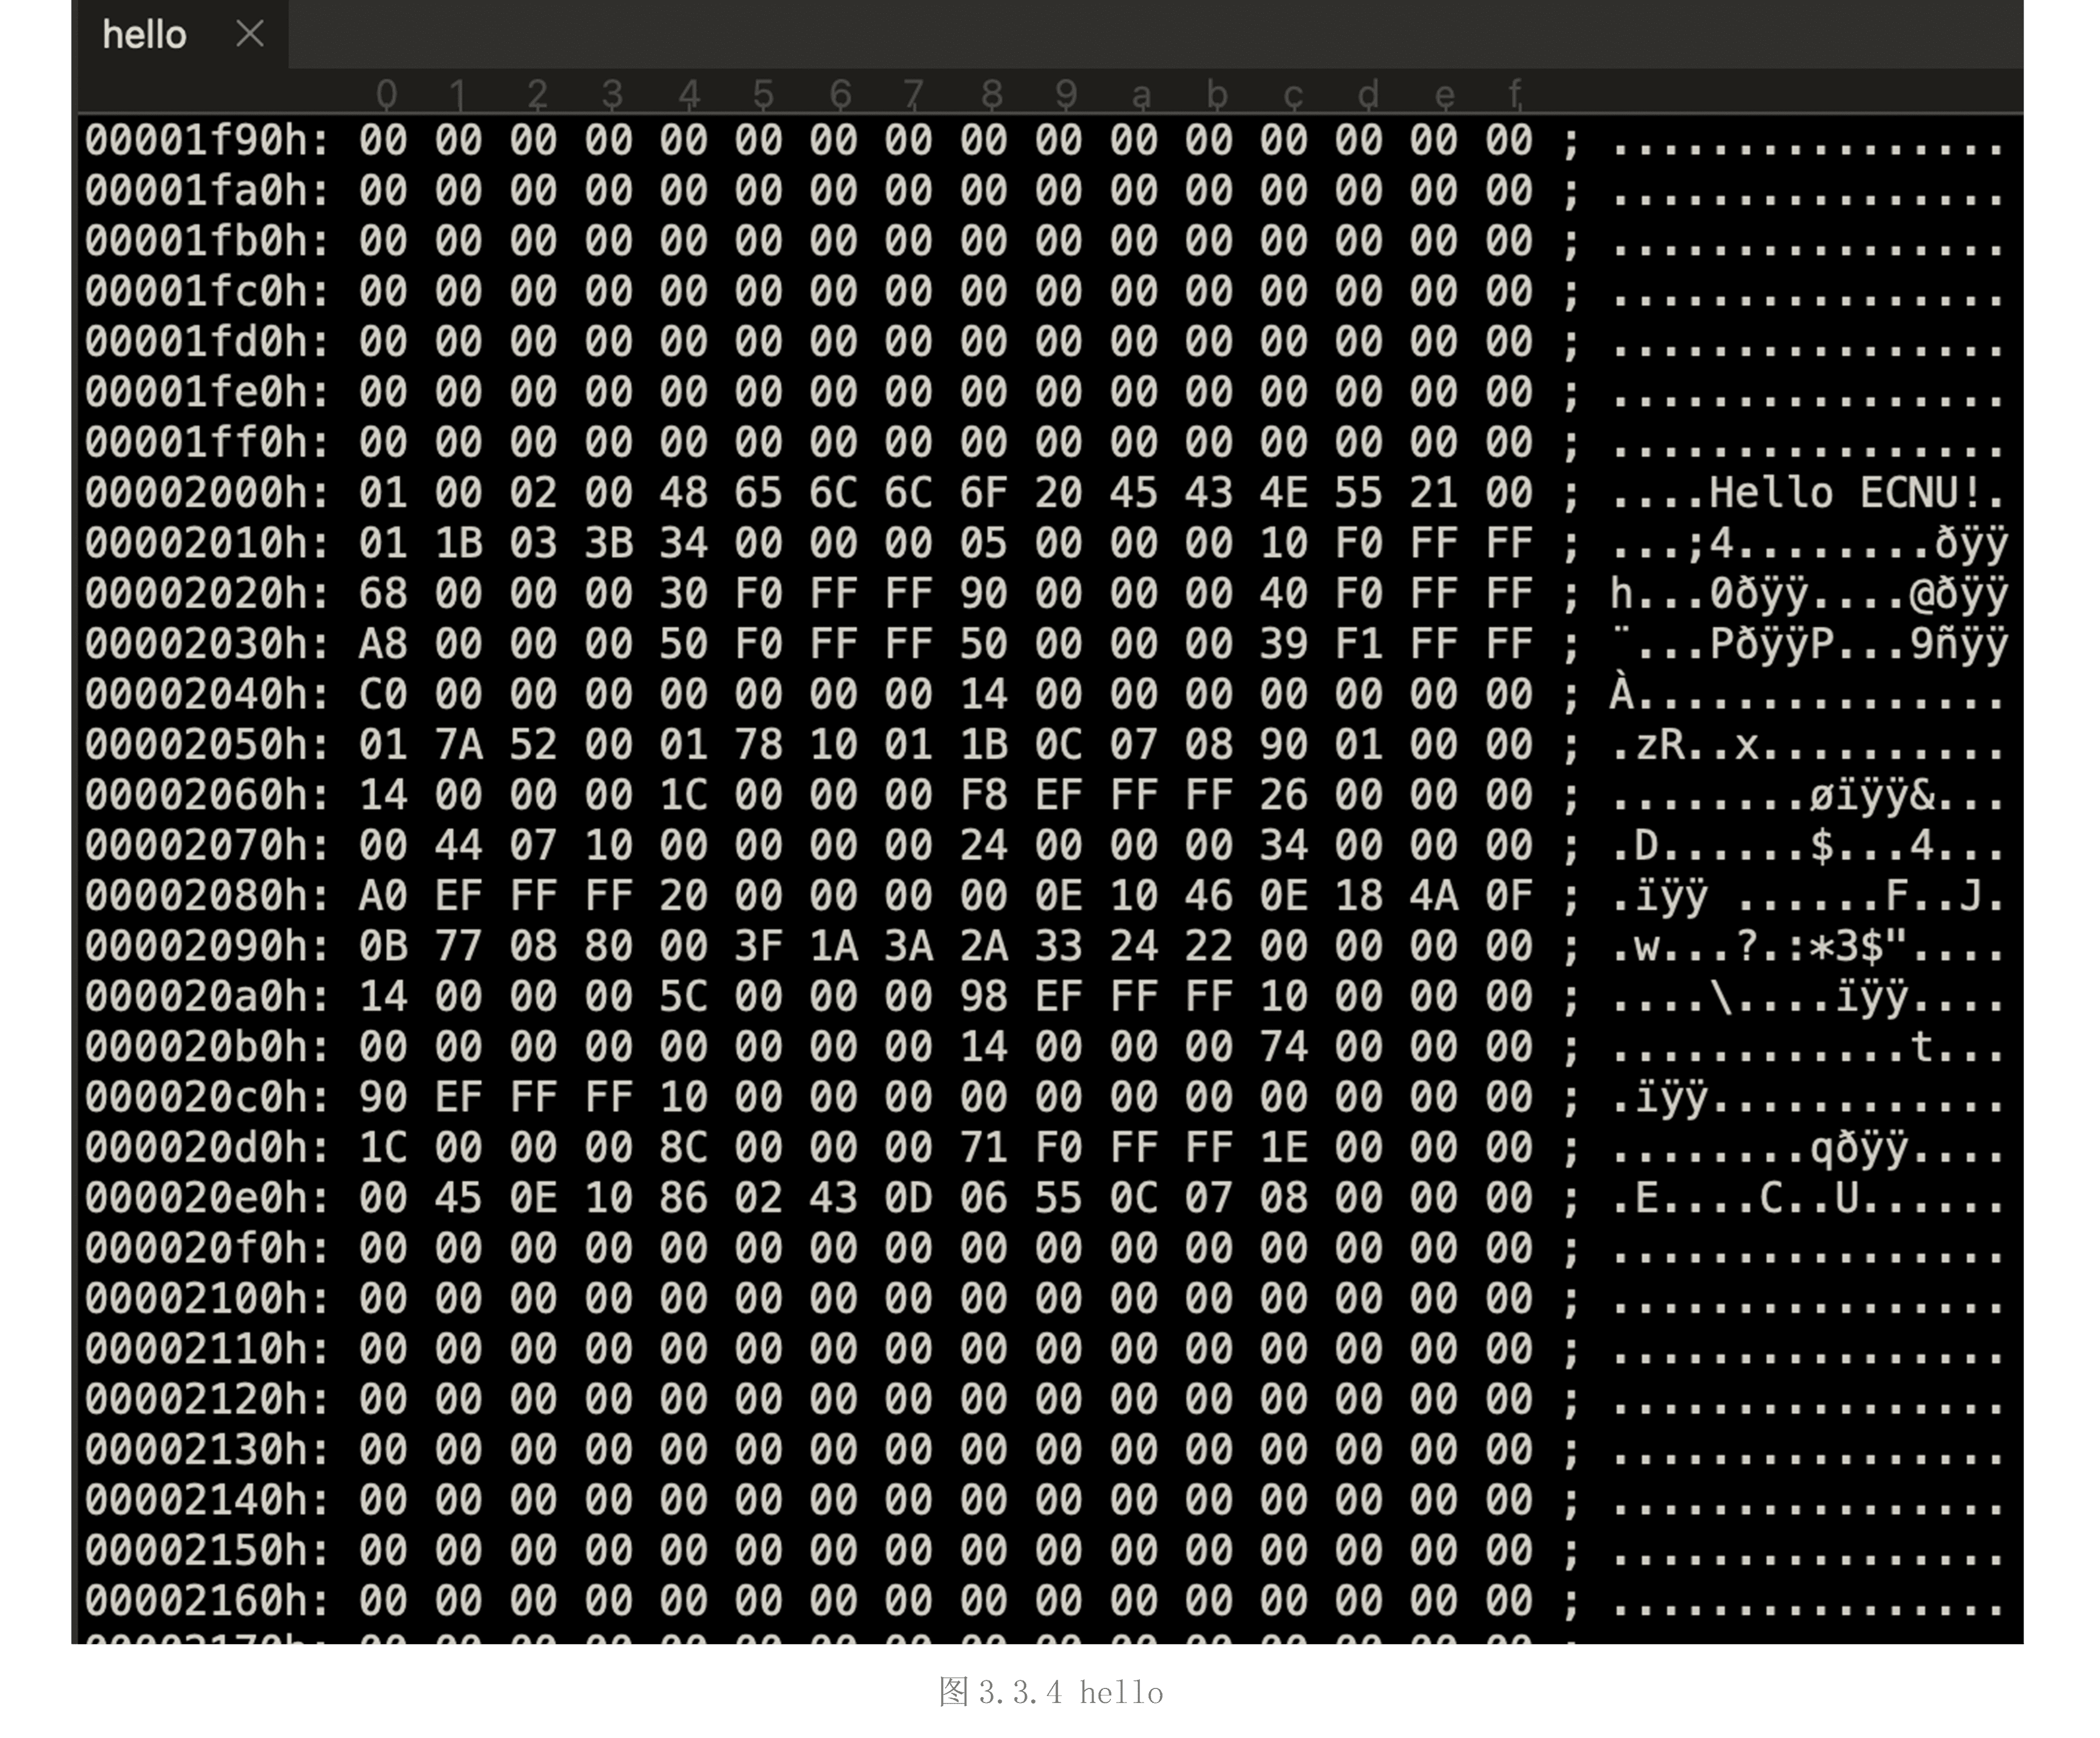 hello ×
0 1 2 3 4 5 6 7 8 9 a b c d e f
00001f90h: 00 00 00 00 00 00 00 00 00 00 00 00 00 00 00 00 ; ................
00001fa0h: 00 00 00 00 00 00 00 00 00 00 00 00 00 00 00 00 ; ................
00001fb0h: 00 00 00 00 00 00 00 00 00 00 00 00 00 00 00 00 ; ................
00001fc0h: 00 00 00 00 00 00 00 00 00 00 00 00 00 00 00 00 ; ................
00001fd0h: 00 00 00 00 00 00 00 00 00 00 00 00 00 00 00 00 ; ................
00001fe0h: 00 00 00 00 00 00 00 00 00 00 00 00 00 00 00 00 ; ................
00001ff0h: 00 00 00 00 00 00 00 00 00 00 00 00 00 00 00 00 ; ................
00002000h: 01 00 02 00 48 65 6C 6C 6F 20 45 43 4E 55 21 00 ; ....Hello ECNU!.
00002010h: 01 1B 03 3B 34 00 00 00 05 00 00 00 10 F0 FF FF ; ...;4........ðÿÿ
00002020h: 68 00 00 00 30 F0 FF FF 90 00 00 00 40 F0 FF FF ; h...0ðÿÿ....@ðÿÿ
00002030h: A8 00 00 00 50 F0 FF FF 50 00 00 00 39 F1 FF FF ; ¨...PðÿÿP...9ñÿÿ
00002040h: C0 00 00 00 00 00 00 00 14 00 00 00 00 00 00 00 ; À...............
00002050h: 01 7A 52 00 01 78 10 01 1B 0C 07 08 90 01 00 00 ; .zR..x..........
00002060h: 14 00 00 00 1C 00 00 00 F8 EF FF FF 26 00 00 00 ; ........øïÿÿ&...
00002070h: 00 44 07 10 00 00 00 00 24 00 00 00 34 00 00 00 ; .D......$...4...
00002080h: A0 EF FF FF 20 00 00 00 00 0E 10 46 0E 18 4A 0F ; .ïÿÿ ......F..J.
00002090h: 0B 77 08 80 00 3F 1A 3A 2A 33 24 22 00 00 00 00 ; .w...?.:*3$"....
000020a0h: 14 00 00 00 5C 00 00 00 98 EF FF FF 10 00 00 00 ; ....\....ïÿÿ....
000020b0h: 00 00 00 00 00 00 00 00 14 00 00 00 74 00 00 00 ; ............t...
000020c0h: 90 EF FF FF 10 00 00 00 00 00 00 00 00 00 00 00 ; .ïÿÿ............
000020d0h: 1C 00 00 00 8C 00 00 00 71 F0 FF FF 1E 00 00 00 ; ........qðÿÿ....
000020e0h: 00 45 0E 10 86 02 43 0D 06 55 0C 07 08 00 00 00 ; .E....C..U......
000020f0h: 00 00 00 00 00 00 00 00 00 00 00 00 00 00 00 00 ; ................
00002100h: 00 00 00 00 00 00 00 00 00 00 00 00 00 00 00 00 ; ................
00002110h: 00 00 00 00 00 00 00 00 00 00 00 00 00 00 00 00 ; ................
00002120h: 00 00 00 00 00 00 00 00 00 00 00 00 00 00 00 00 ; ................
00002130h: 00 00 00 00 00 00 00 00 00 00 00 00 00 00 00 00 ; ................
00002140h: 00 00 00 00 00 00 00 00 00 00 00 00 00 00 00 00 ; ................
00002150h: 00 00 00 00 00 00 00 00 00 00 00 00 00 00 00 00 ; ................
00002160h: 00 00 00 00 00 00 00 00 00 00 00 00 00 00 00 00 ; ................
图3.3.4 hello